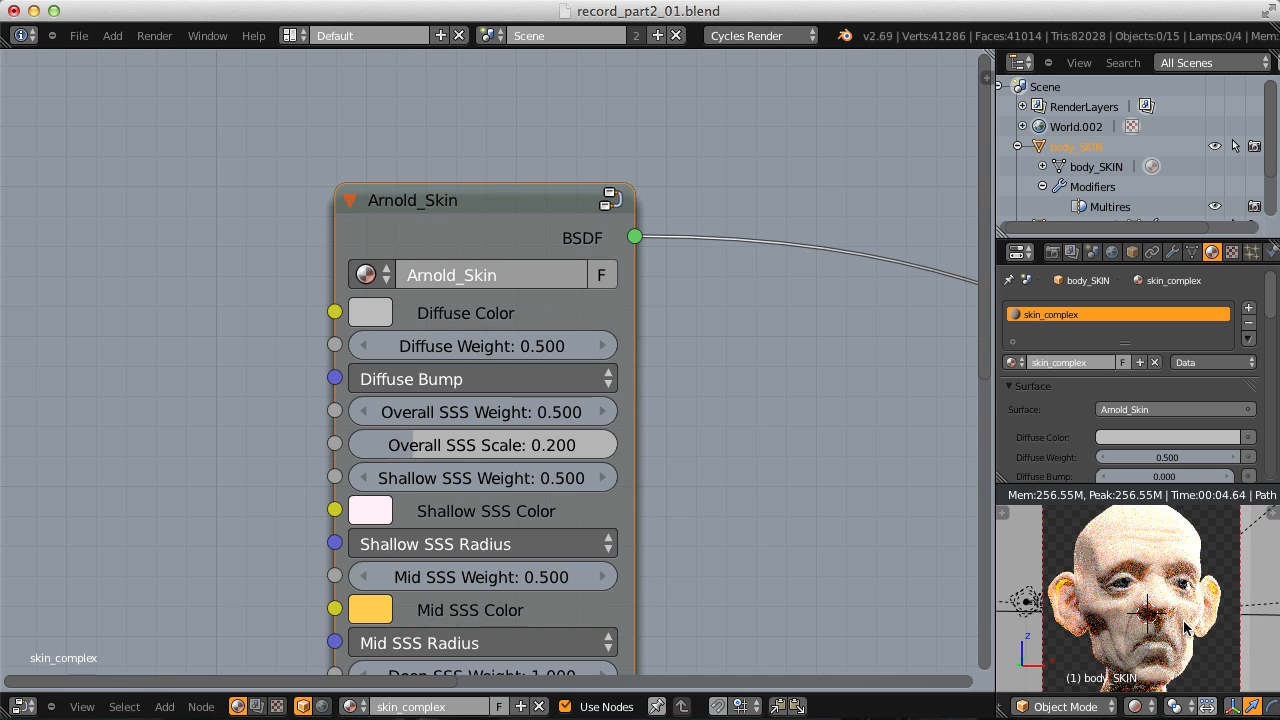 record_part2_01.blend
File Add Render Window Help Default Scene 2 Cycles Render v2.69 | Verts:41286 | Faces:41014 | Tris:82028 | Objects:0/15 | Lamps:0/4 | Mem:
View Search All Scenes
Scene
RenderLayers |
World.002 |
body_SKIN
body_SKIN |
Modifiers
Multires
Arnold_Skin
BSDF
Arnold_Skin F
Diffuse Color
Diffuse Weight: 0.500
Diffuse Bump
Overall SSS Weight: 0.500
Overall SSS Scale: 0.200
Shallow SSS Weight: 0.500
Shallow SSS Color
Shallow SSS Radius
Mid SSS Weight: 0.500
Mid SSS Color
Mid SSS Radius
Deep SSS Weight: 1.000
skin_complex
body_SKIN skin_complex
skin_complex
skin_complex F Data
Surface
Surface: Arnold_Skin
Diffuse Color:
Diffuse Weight: 0.500
Diffuse Bump: 0.000
Mem:256.55M, Peak:256.55M | Time:00:04.64 | Path
z
(1) body_SKIN
View Select Add Node skin_complex F Use Nodes
Object Mode